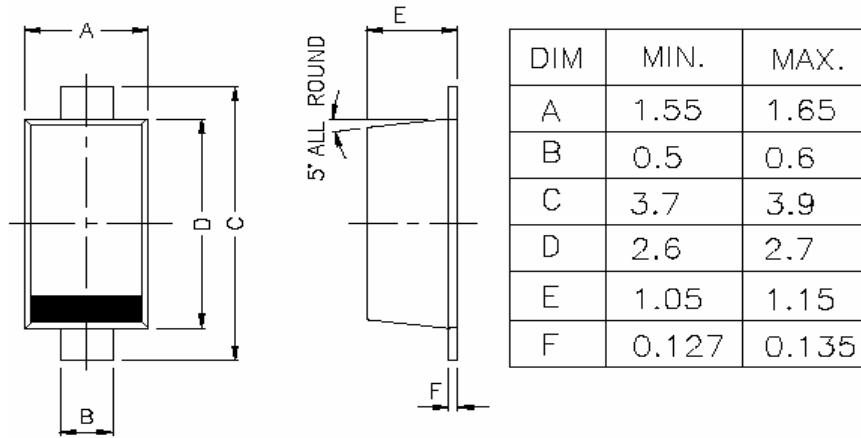 A
D
C
B
E
5° ALL ROUND
F
DIM MIN. MAX.
A 1.55 1.65
B 0.5 0.6
C 3.7 3.9
D 2.6 2.7
E 1.05 1.15
F 0.127 0.135